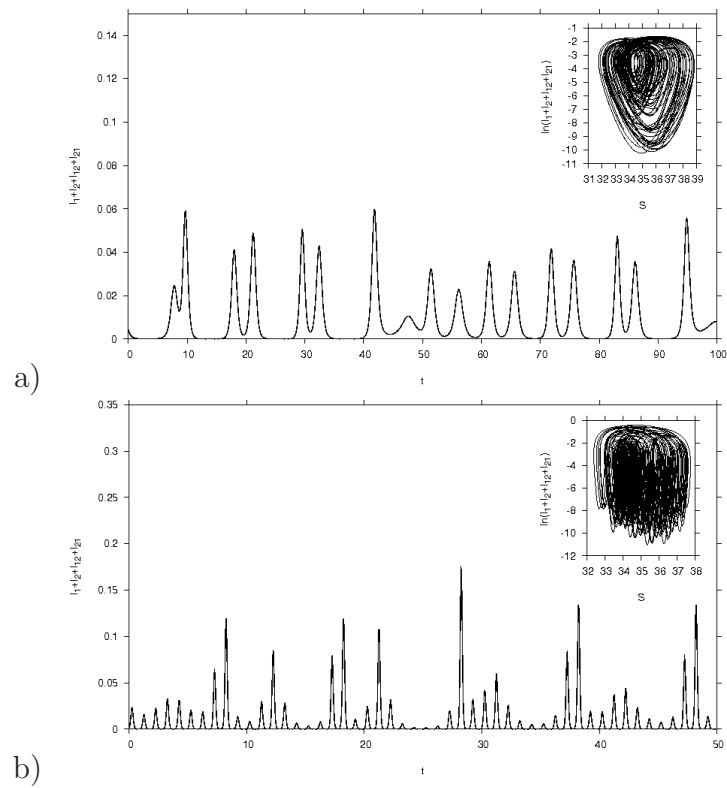 0.14
0.12
0.1
0.08
0.06
0.04
0.02
0
I₁+I₂+I₁₂+I₂₁
0 10 20 30 40 50 60 70 80 90 100
t
-1
-2
-3
-4
-5
-6
-7
-8
-9
-10
-11
ln(I₁+I₂+I₁₂+I₂₁)
31 32 33 34 35 36 37 38 39
S
a)
0.35
0.3
0.25
0.2
0.15
0.1
0.05
0
I₁+I₂+I₁₂+I₂₁
0 10 20 30 40 50
t
0
-2
-4
-6
-8
-10
-12
ln(I₁+I₂+I₁₂+I₂₁)
32 33 34 35 36 37 38
S
b)